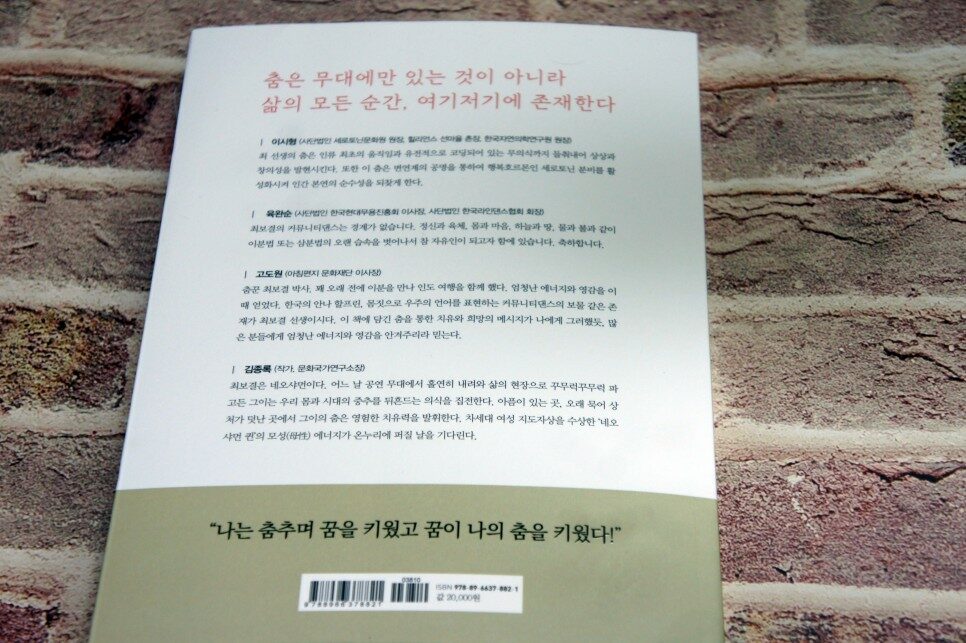 춤은 무대에만 있는 것이 아니라
삶의 모든 순간, 여기저기에 존재한다
| 이시형 (사단법인 세로토닌문화원 원장, 힐리언스 선마을 촌장, 한국자연의학연구원 원장)
최 선생의 춤은 인류 최초의 움직임과 유전적으로 코딩되어 있는 무의식까지 들춰내어 상상과
창의성을 발현시킨다. 또한 이 춤은 변연계의 공명을 통하여 행복호르몬인 세로토닌 분비를 활
성화시켜 인간 본연의 순수성을 되찾게 한다.
| 육완순 (사단법인 한국현대무용진흥회 이사장, 사단법인 한국라인댄스협회 회장)
최보결의 커뮤니티댄스는 경계가 없습니다. 정신과 육체, 몸과 마음, 하늘과 땅, 몸과 몸과 같이
이분법 또는 삼분법의 오랜 습속을 벗어나서 참 자유인이 되고자 함에 있습니다. 축하합니다.
| 고도원 (아침편지 문화재단 이사장)
춤꾼 최보결 박사. 꽤 오래 전에 이분을 만나 인도 여행을 함께 했다. 엄청난 에너지와 영감을 이
때 얻었다. 한국의 안나 할프린, 몸짓으로 우주의 언어를 표현하는 커뮤니티댄스의 보물 같은 존
재가 최보결 선생이시다. 이 책에 담긴 춤을 통한 치유와 희망의 메시지가 나에게 그러했듯, 많
은 분들에게 엄청난 에너지와 영감을 안겨주리라 믿는다.
| 김종록 (작가, 문화국가연구소장)
최보결은 네오샤먼이다. 어느 날 공연 무대에서 홀연히 내려와 삶의 현장으로 꾸무럭꾸무럭 파
고든 그이는 우리 몸과 시대의 중추를 뒤흔드는 의식을 집전한다. 아픔이 있는 곳, 오래 묵어 상
처가 덧난 곳에서 그이의 춤은 영험한 치유력을 발휘한다. 차세대 여성 지도자상을 수상한 '네오
샤먼 퀸'의 모성(母性) 에너지가 온누리에 퍼질 날을 기다린다.
“나는 춤추며 꿈을 키웠고 꿈이 나의 춤을 키웠다!”
03810
ISBN 978-89-6637-882-1
9 788966 378821
값 20,000원